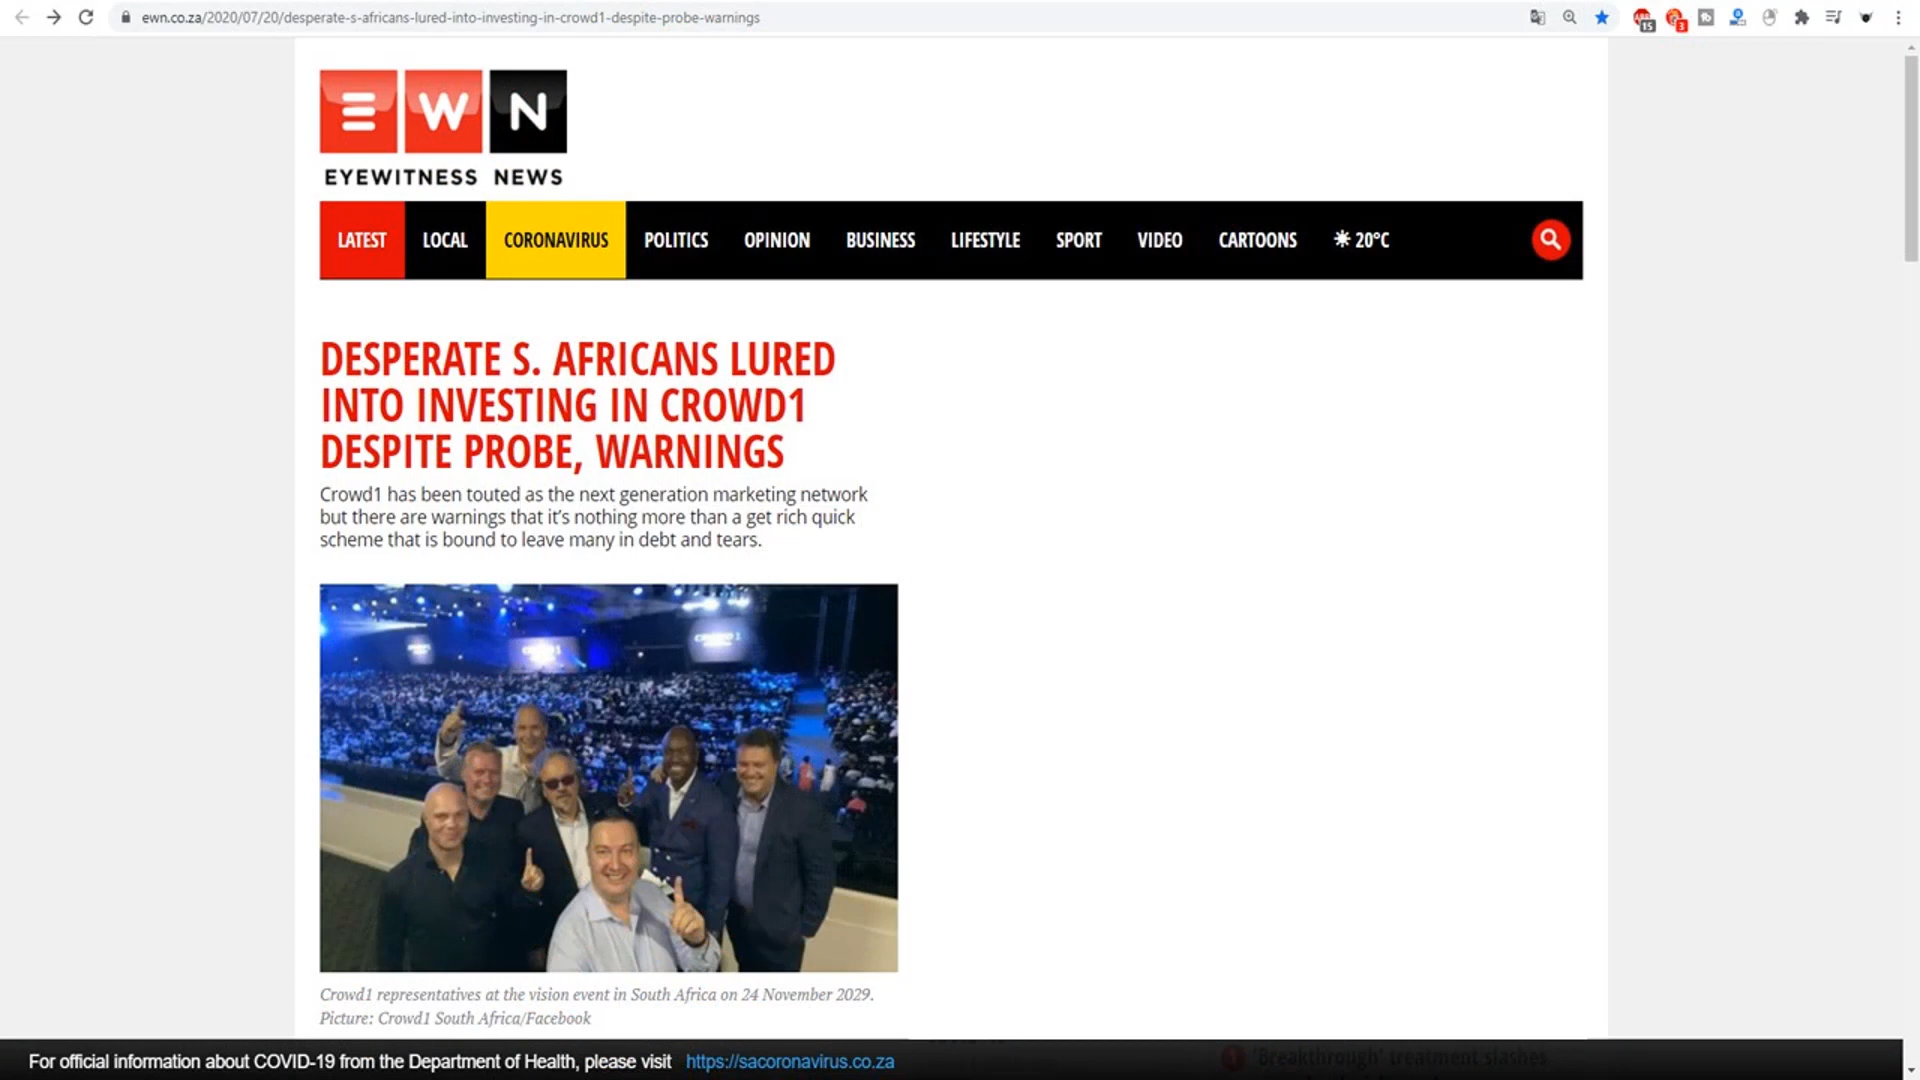 ewn.co.za/2020/07/20/desperate-s-africans-lured-into-investing-in-crowd1-despite-probe-warnings
15
3
EWN
EYEWITNESS NEWS
LATEST LOCAL CORONAVIRUS POLITICS OPINION BUSINESS LIFESTYLE SPORT VIDEO CARTOONS 20°C
DESPERATE S. AFRICANS LURED
INTO INVESTING IN CROWD1
DESPITE PROBE, WARNINGS
Crowd1 has been touted as the next generation marketing network
but there are warnings that it's nothing more than a get rich quick
scheme that is bound to leave many in debt and tears.
CROWD1
Crowd1 representatives at the vision event in South Africa on 24 November 2029.
Picture: Crowd1 South Africa/Facebook
For official information about COVID-19 from the Department of Health, please visit https://sacoronavirus.co.za
'Breakthrough' treatment slashes